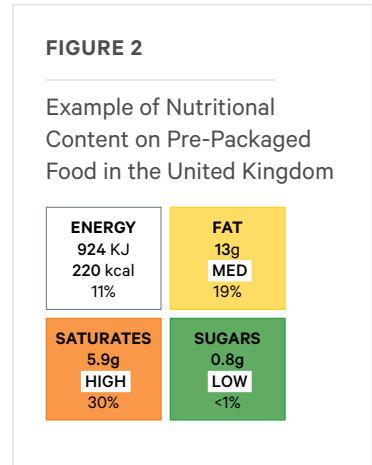 FIGURE 2
Example of Nutritional
Content on Pre-Packaged
Food in the United Kingdom
ENERGY
924 KJ
220 kcal
11%
FAT
13g
MED
19%
SATURATES
5.9g
HIGH
30%
SUGARS
0.8g
LOW
<1%